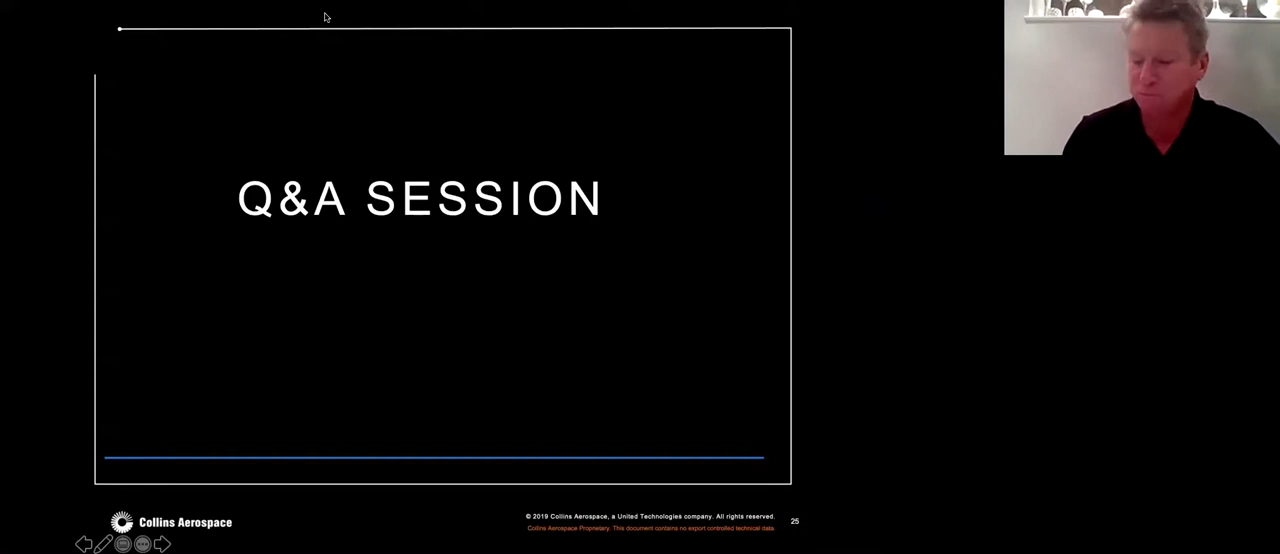 Q&A SESSION
Collins Aerospace
© 2019 Collins Aerospace, a United Technologies company. All rights reserved.
Collins Aerospace Proprietary. This document contains no export controlled technical data.
25